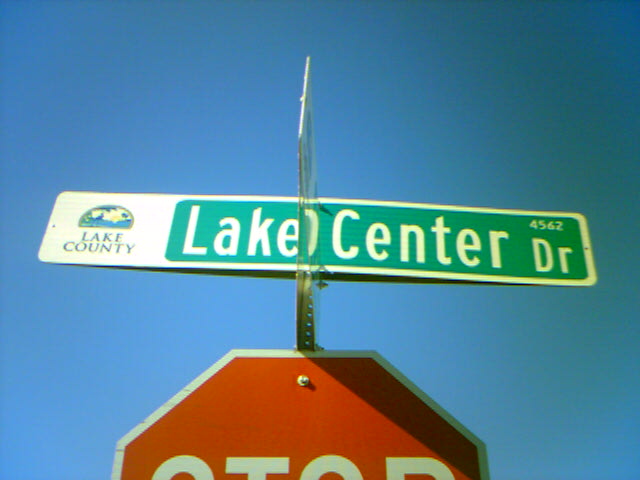 LAKE
COUNTY
Lake Center Dr
4562
STOP